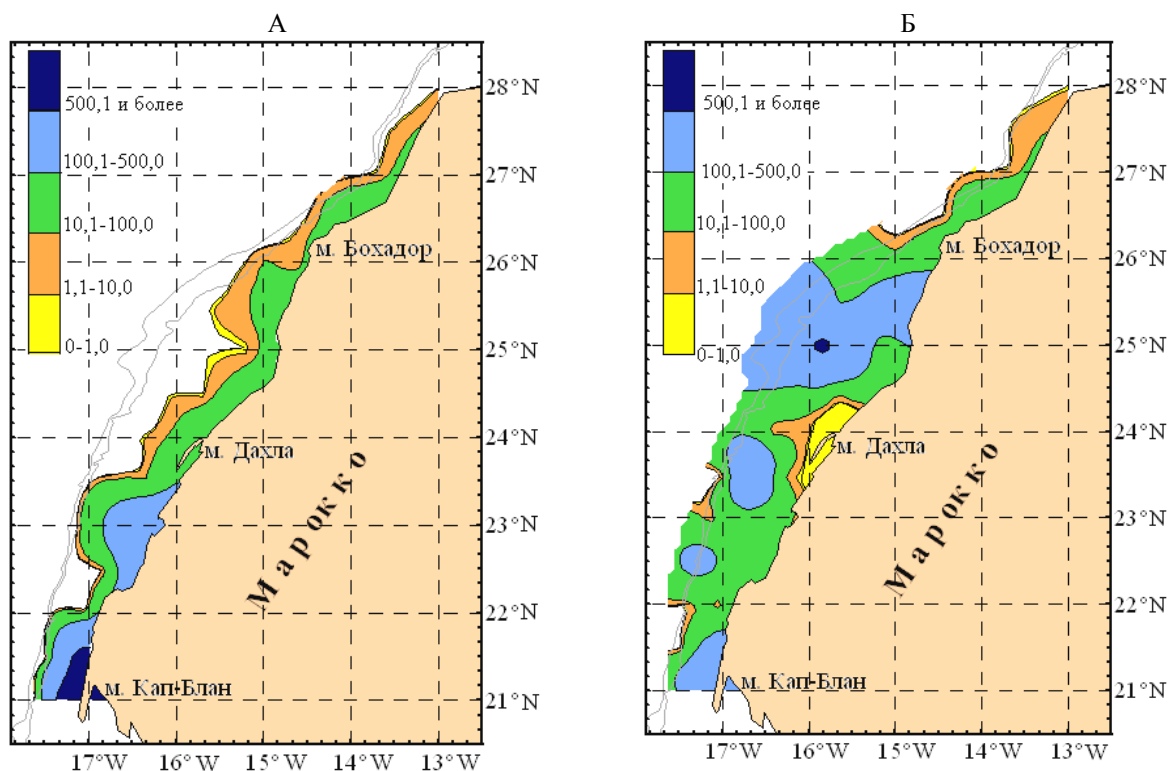 А
500,1 и более
100,1-500,0
10,1-100,0
1,1-10,0
0-1,0
28°N
27°N
26°N
25°N
24°N
23°N
22°N
21°N
м. Бохадор
м. Дахла
Марокко
м. Кап-Блан
17°W 16°W 15°W 14°W 13°W
Б
500,1 и более
100,1-500,0
10,1-100,0
1,1-10,0
0-1,0
28°N
27°N
26°N
25°N
24°N
23°N
22°N
21°N
м. Бохадор
м. Дахла
Марокко
м. Кап-Блан
17°W 16°W 15°W 14°W 13°W